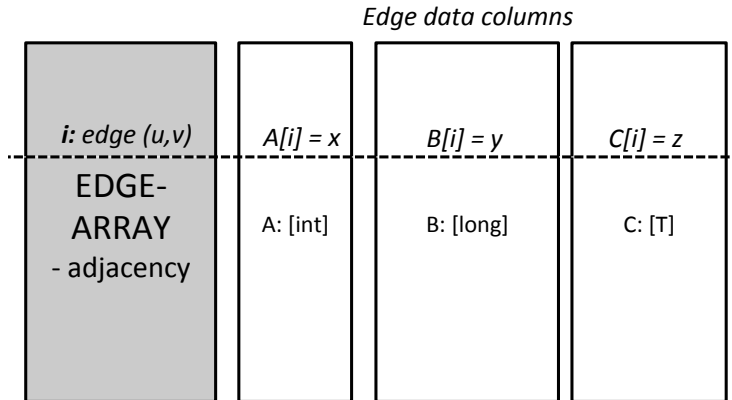 Edge data columns
i: edge (u,v) A[i] = x B[i] = y C[i] = z
EDGE-
ARRAY
- adjacency
A: [int] B: [long] C: [T]